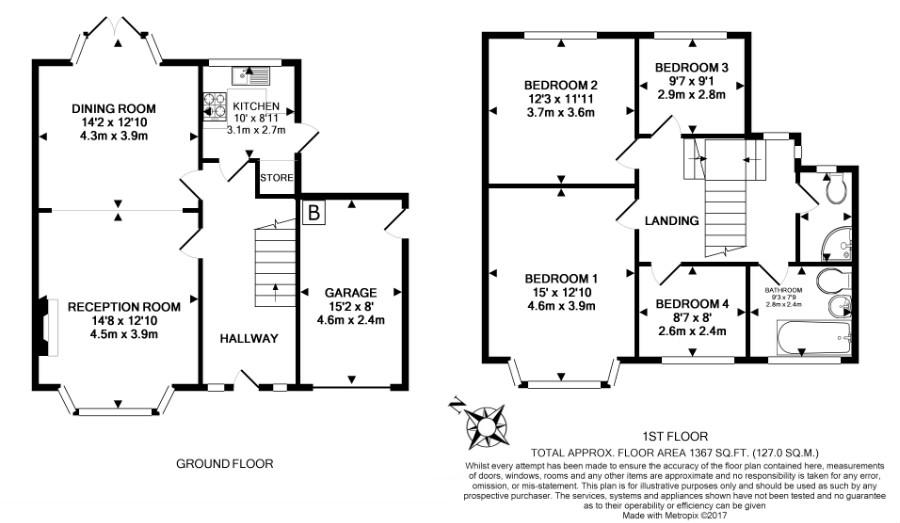 DINING ROOM
14'2 x 12'10
4.3m x 3.9m
KITCHEN
10' x 8'11
3.1m x 2.7m
STORE
B
RECEPTION ROOM
14'8 x 12'10
4.5m x 3.9m
HALLWAY
GARAGE
15'2 x 8'
4.6m x 2.4m
GROUND FLOOR
BEDROOM 2
12'3 x 11'11
3.7m x 3.6m
BEDROOM 3
9'7 x 9'1
2.9m x 2.8m
LANDING
BEDROOM 1
15' x 12'10
4.6m x 3.9m
BEDROOM 4
8'7 x 8'
2.6m x 2.4m
BATHROOM
9'3 x 7'9
2.8m x 2.4m
N
1ST FLOOR
TOTAL APPROX. FLOOR AREA 1367 SQ.FT. (127.0 SQ.M.)
Whilst every attempt has been made to ensure the accuracy of the floor plan contained here, measurements
of doors, windows, rooms and any other items are approximate and no responsibility is taken for any error,
omission, or mis-statement. This plan is for illustrative purposes only and should be used as such by any
prospective purchaser. The services, systems and appliances shown have not been tested and no guarantee
as to their operability or efficiency can be given
Made with Metropix ©2017